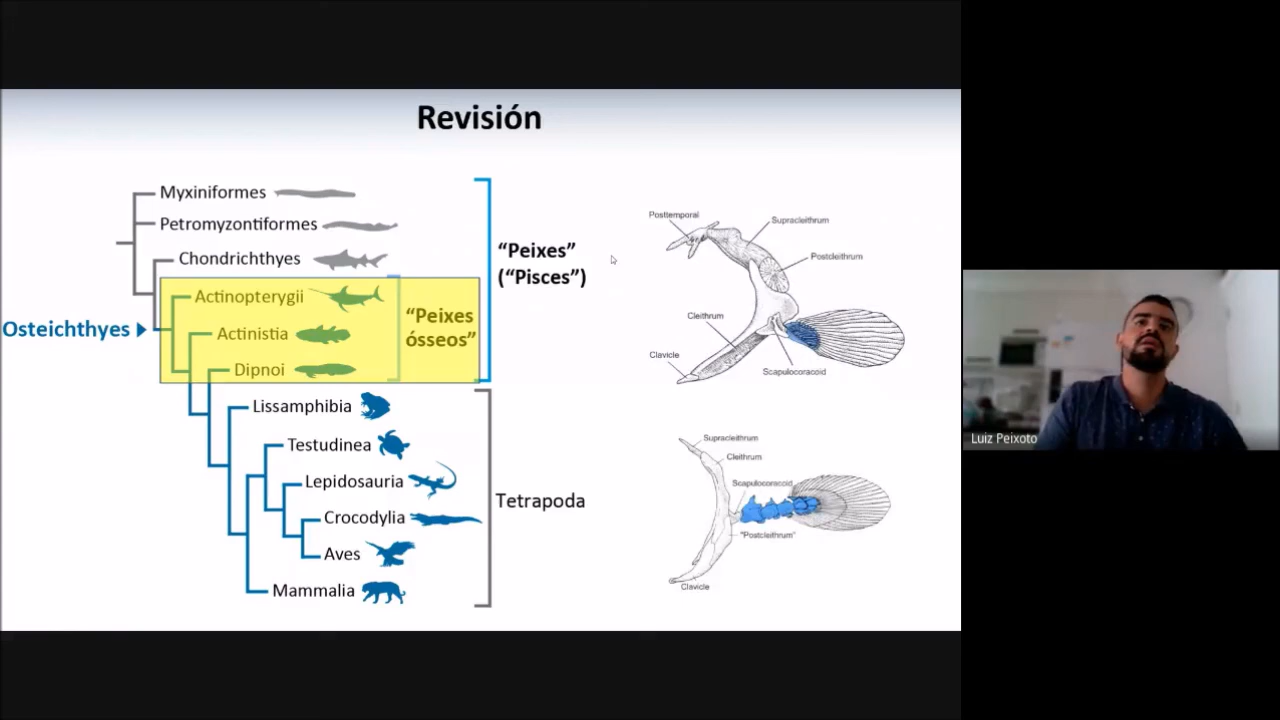 Revisión
Myxiniformes
Petromyzontiformes
Chondrichthyes
Actinopterygii
Actinistia
Dipnoi
Osteichthyes
"Peixes
ósseos"
"Peixes"
("Pisces")
Lissamphibia
Testudinea
Lepidosauria
Crocodylia
Aves
Mammalia
Tetrapoda
Posttemporal
Supracleithrum
Postcleithrum
Cleithrum
Clavicle
Scapulocoracoid
Supracleithrum
Cleithrum
Scapulocoracoid
"Postcleithrum"
Clavicle
Luiz Peixoto